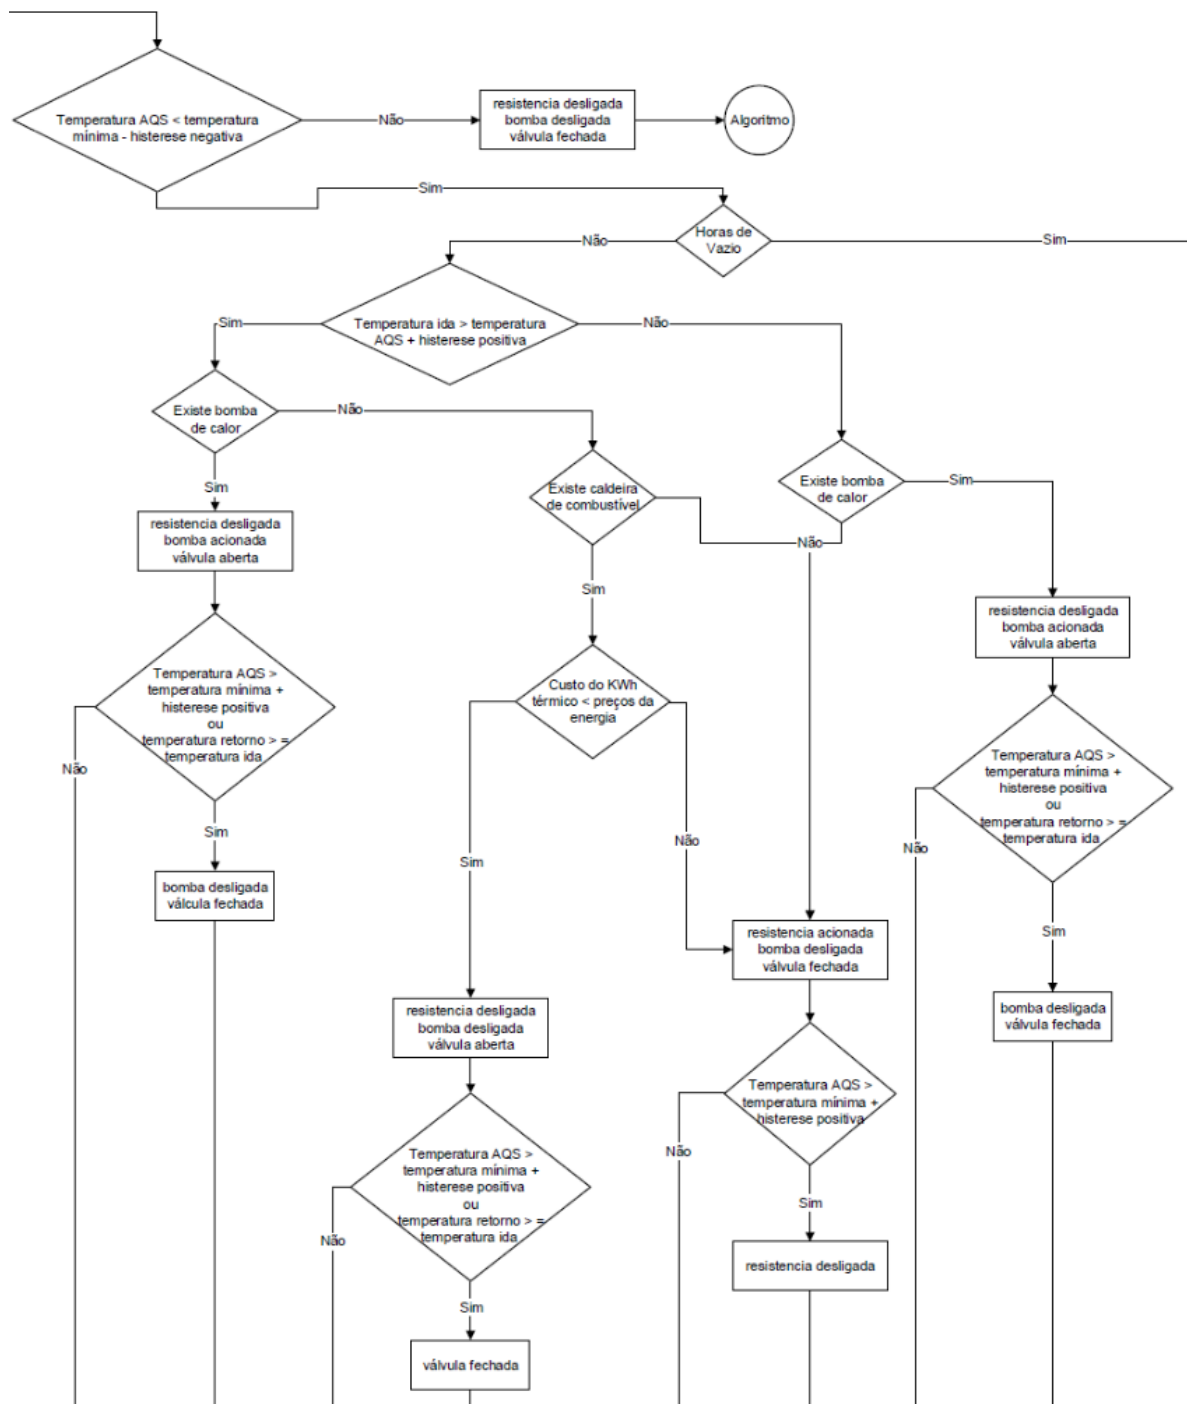 Temperatura AQS < temperatura
mínima - histerese negativa
Não
resistencia desligada
bomba desligada
válvula fechada
Algoritmo
Sim
Horas de
Vazio
Não
Sim
Temperatura ida > temperatura
AQS + histerese positiva
Sim
Não
Existe bomba
de calor
Não
Sim
Existe caldeira
de combustível
Existe bomba
de calor
Sim
Não
Sim
resistencia desligada
bomba acionada
válvula aberta
resistencia desligada
bomba acionada
válvula aberta
Temperatura AQS >
temperatura mínima +
histerese positiva
ou
temperatura retorno > =
temperatura ida
Não
Sim
Custo do KWh
térmico < preços da
energia
Sim
Não
Temperatura AQS >
temperatura mínima +
histerese positiva
ou
temperatura retorno > =
temperatura ida
Não
Sim
bomba desligada
válcula fechada
resistencia acionada
bomba desligada
válvula fechada
resistencia desligada
bomba desligada
válvula aberta
bomba desligada
válvula fechada
Temperatura AQS >
temperatura mínima +
histerese positiva
Não
Sim
Temperatura AQS >
temperatura mínima +
histerese positiva
ou
temperatura retorno > =
temperatura ida
Não
Sim
resistencia desligada
válvula fechada